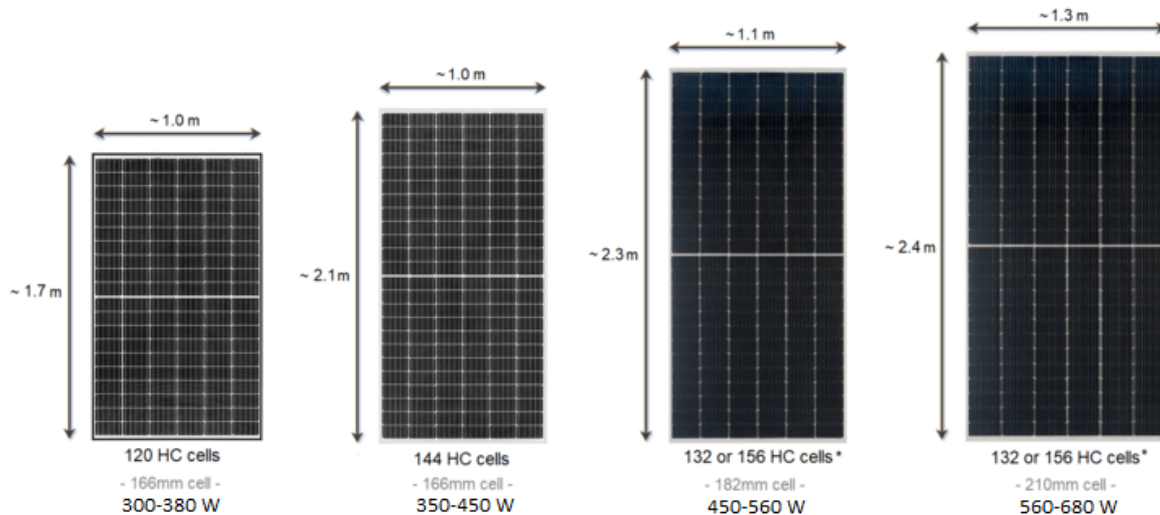 ~ 1.0 m
~ 1.7 m
120 HC cells
- 166mm cell -
300-380 W
~ 1.0 m
~ 2.1 m
144 HC cells
- 166mm cell -
350-450 W
~ 1.1 m
~ 2.3 m
132 or 156 HC cells*
- 182mm cell -
450-560 W
~ 1.3 m
~ 2.4 m
132 or 156 HC cells*
- 210mm cell -
560-680 W